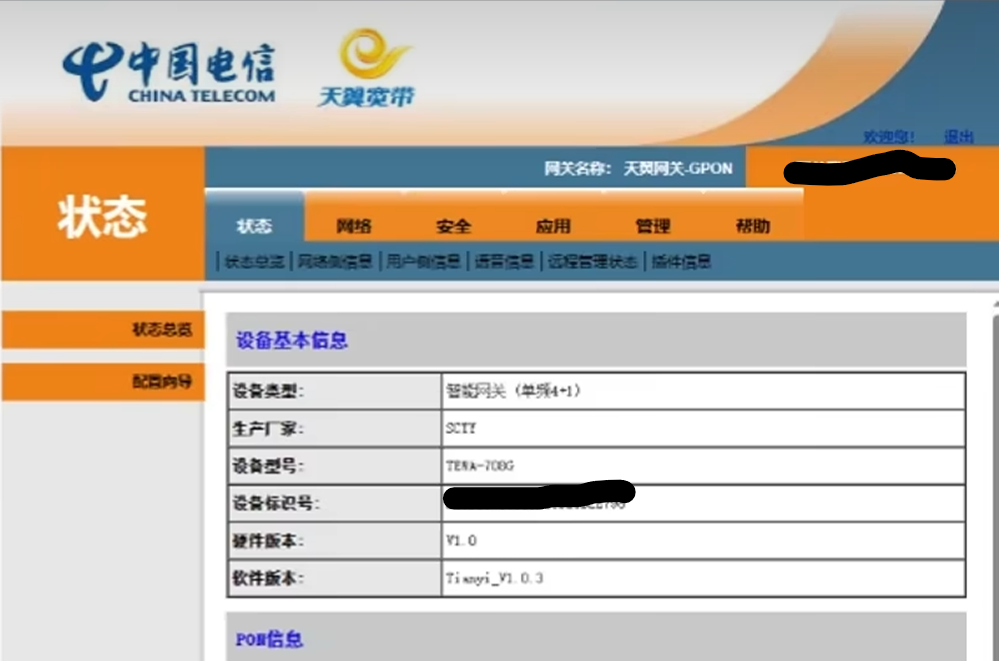 中国电信
CHINA TELECOM
天翼宽带
欢迎您! 退出
网关名称: 天翼网关-GPON
状态
状态 网络 安全 应用 管理 帮助
状态总览 网络侧信息 用户侧信息 语音信息 远程管理状态 插件信息
状态总览
配置向导
设备基本信息
设备类型: 智能网关 (单频4+1)
生产厂家: SCTY
设备型号: TEWA-708G
设备标识号:
硬件版本: V1.0
软件版本: Tianyi_V1.0.3
PON信息